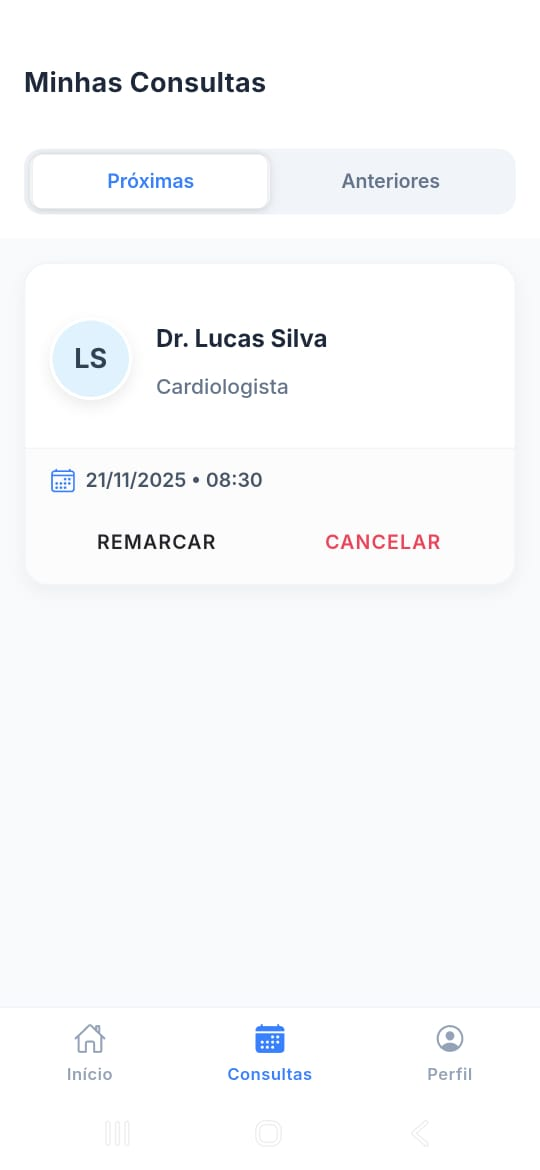 Minhas Consultas
Próximas
Anteriores
LS
Dr. Lucas Silva
Cardiologista
21/11/2025 • 08:30
REMARCAR
CANCELAR
Início
Consultas
Perfil